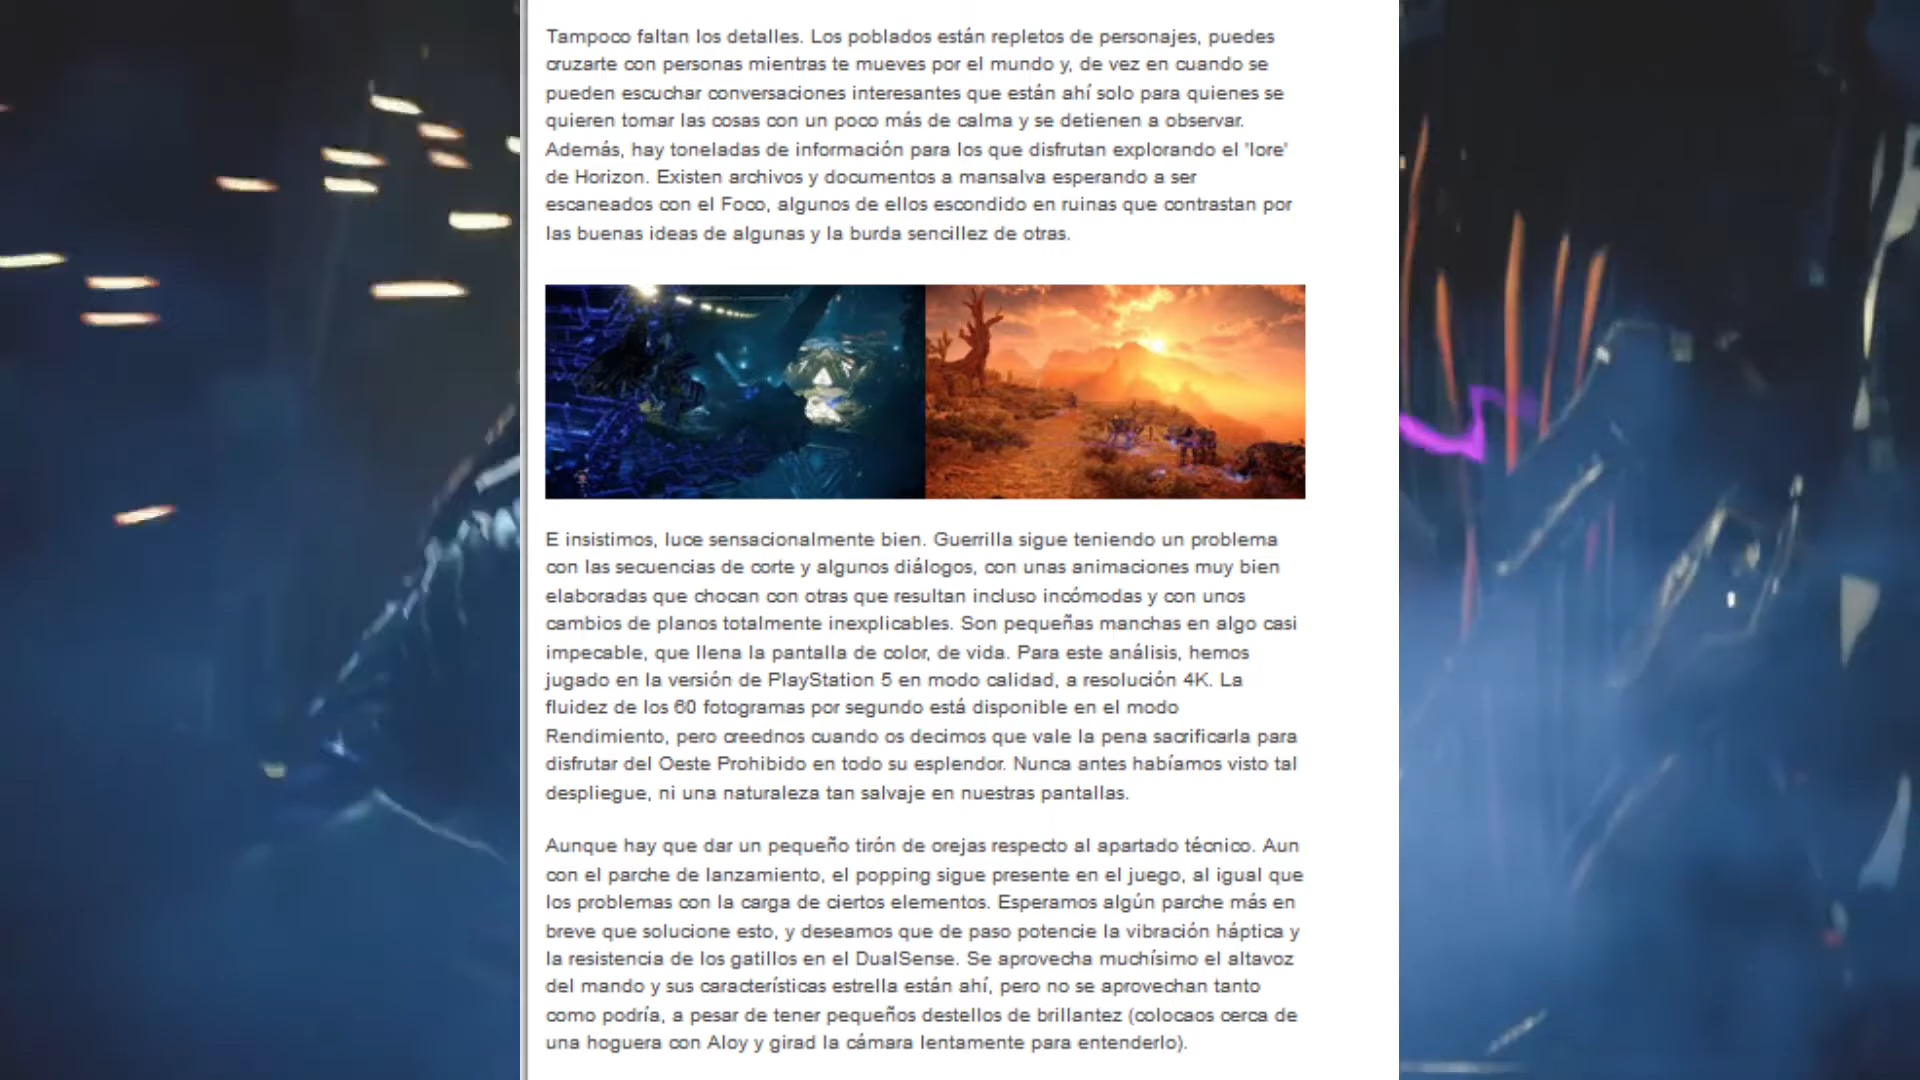 Tampoco faltan los detalles. Los poblados están repletos de personajes, puedes
cruzarte con personas mientras te mueves por el mundo y, de vez en cuando se
pueden escuchar conversaciones interesantes que están ahí solo para quienes se
quieren tomar las cosas con un poco más de calma y se detienen a observar.
Además, hay toneladas de información para los que disfrutan explorando el 'lore'
de Horizon. Existen archivos y documentos a mansalva esperando a ser
escaneados con el Foco, algunos de ellos escondido en ruinas que contrastan por
las buenas ideas de algunas y la burda sencillez de otras.
E insistimos, luce sensacionalmente bien. Guerrilla sigue teniendo un problema
con las secuencias de corte y algunos diálogos, con unas animaciones muy bien
elaboradas que chocan con otras que resultan incluso incómodas y con unos
cambios de planos totalmente inexplicables. Son pequeñas manchas en algo casi
impecable, que llena la pantalla de color, de vida. Para este análisis, hemos
jugado en la versión de PlayStation 5 en modo calidad, a resolución 4K. La
fluidez de los 60 fotogramas por segundo está disponible en el modo
Rendimiento, pero creednos cuando os decimos que vale la pena sacrificarla para
disfrutar del Oeste Prohibido en todo su esplendor. Nunca antes habíamos visto tal
despliegue, ni una naturaleza tan salvaje en nuestras pantallas.
Aunque hay que dar un pequeño tirón de orejas respecto al apartado técnico. Aun
con el parche de lanzamiento, el popping sigue presente en el juego, al igual que
los problemas con la carga de ciertos elementos. Esperamos algún parche más en
breve que solucione esto, y deseamos que de paso potencie la vibración háptica y
la resistencia de los gatillos en el DualSense. Se aprovecha muchísimo el altavoz
del mando y sus características estrella están ahí, pero no se aprovechan tanto
como podría, a pesar de tener pequeños destellos de brillantez (colocaos cerca de
una hoguera con Aloy y girad la cámara lentamente para entenderlo).